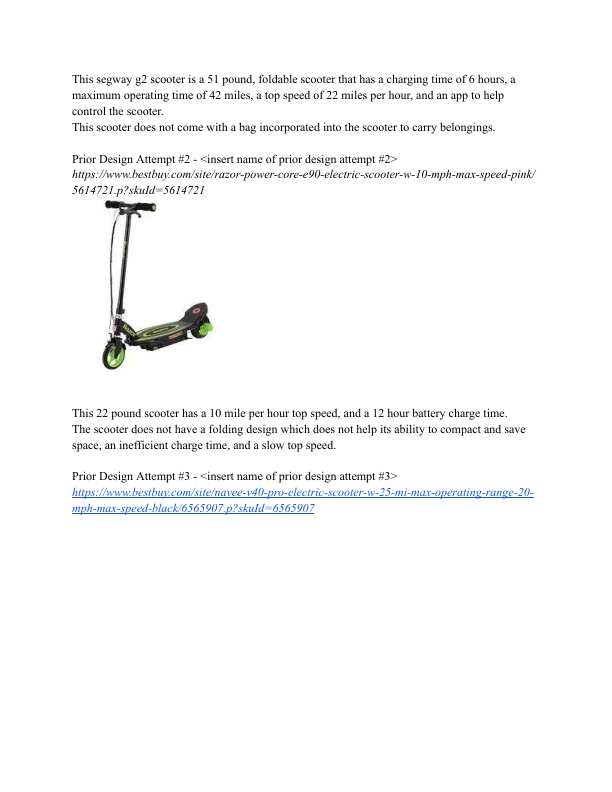 This segway g2 scooter is a 51 pound, foldable scooter that has a charging time of 6 hours, a
maximum operating time of 42 miles, a top speed of 22 miles per hour, and an app to help
control the scooter.
This scooter does not come with a bag incorporated into the scooter to carry belongings.
Prior Design Attempt #2 - <insert name of prior design attempt #2>
https://www.bestbuy.com/site/razor-power-core-e90-electric-scooter-w-10-mph-max-speed-pink/
5614721.p?skuId=5614721
This 22 pound scooter has a 10 mile per hour top speed, and a 12 hour battery charge time.
The scooter does not have a folding design which does not help its ability to compact and save
space, an inefficient charge time, and a slow top speed.
Prior Design Attempt #3 - <insert name of prior design attempt #3>
https://www.bestbuy.com/site/navee-v40-pro-electric-scooter-w-25-mi-max-operating-range-20-
mph-max-speed-black/6565907.p?skuId=6565907